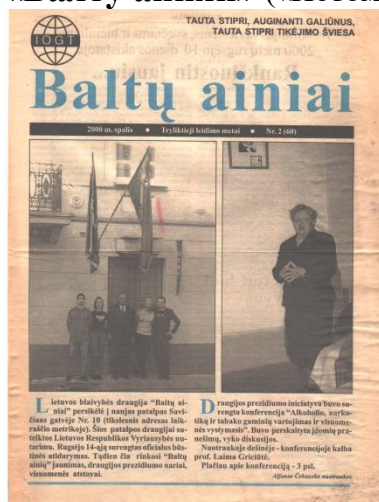 IOGT
TAUTA STIPRI, AUGINANTI GALIŪNUS,
TAUTA STIPRI TIKĖJIMO ŠVIESA
Baltų ainiai
2000 m. spalis ● Tryliktieji leidimo metai ● Nr. 2 (60)
Lietuvos blaivybės draugija "Baltų ai-
niai" persikėlė į naujas patalpas Savi-
čiaus gatvėje Nr. 10 (tikslesnis adresas laik-
raščio metrikoje). Šios patalpos draugijai su-
teiktos Lietuvos Respublikos Vyriausybės nu-
tarimu. Rugsėjo 14-ąją surengtas oficialus būs-
tinės atidarymas. Tądien čia rinkosi "Baltų
ainių" jaunimas, draugijos prezidiumo nariai,
visuomenės atstovai.
Draugijos prezidiumo iniciatyva buvo su-
rengta konferencija "Alkoholio, narko-
tikų ir tabako gaminių vartojimas ir visuome-
nės vystymasis". Buvo perskaityta įdomių pra-
nešimų, vyko diskusijos.
Nuotraukoje dešinėje - konferencijoje kalba
prof. Laima Griciūtė.
Plačiau apie konferenciją - 3 psl.
Alfonso Čekausko nuotraukos